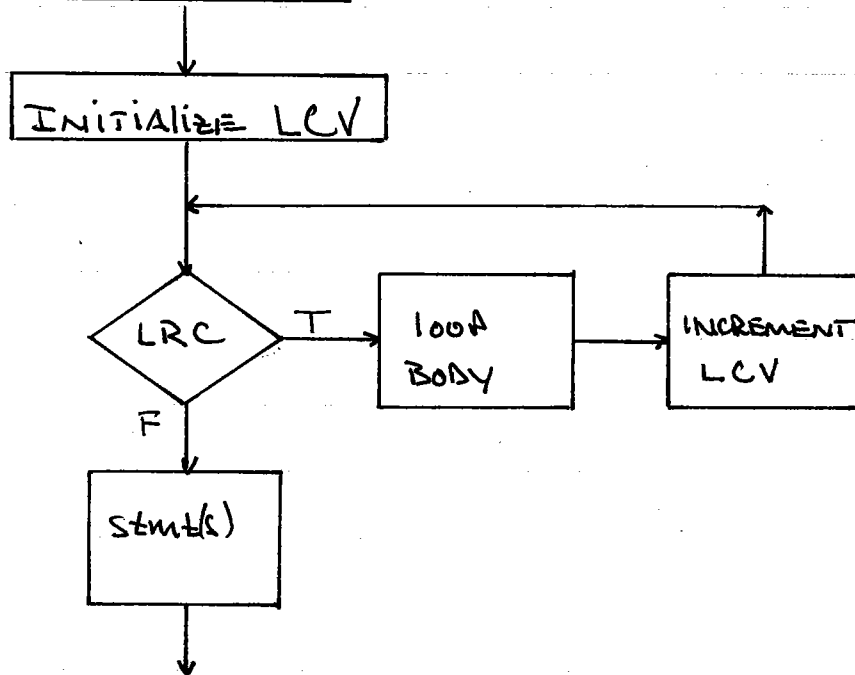 INITIALIZE LCV
LRC
T
LOOP
BODY
INCREMENT
LCV
F
stmt(s)